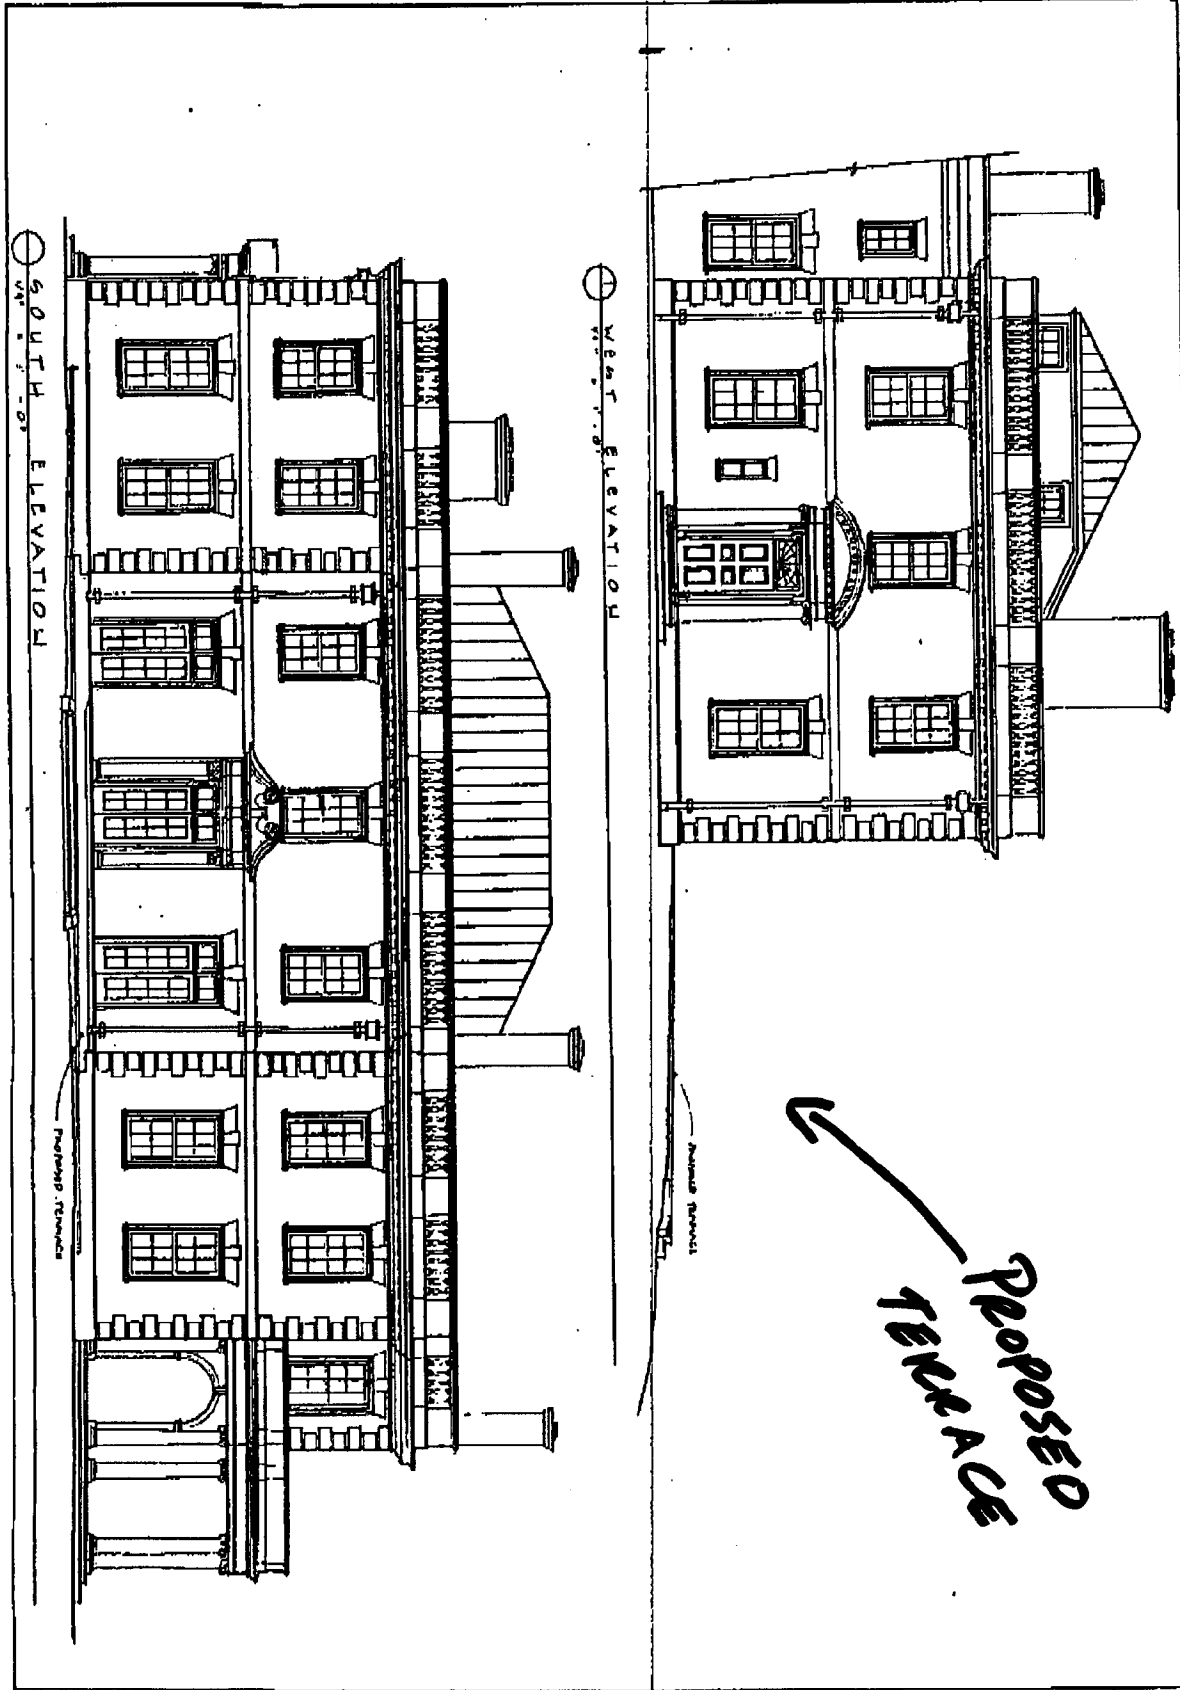 PROPOSED
TERRACE
WEST ELEVATION
PROPOSED TERRACE
SOUTH ELEVATION
PROPOSED TERRACE